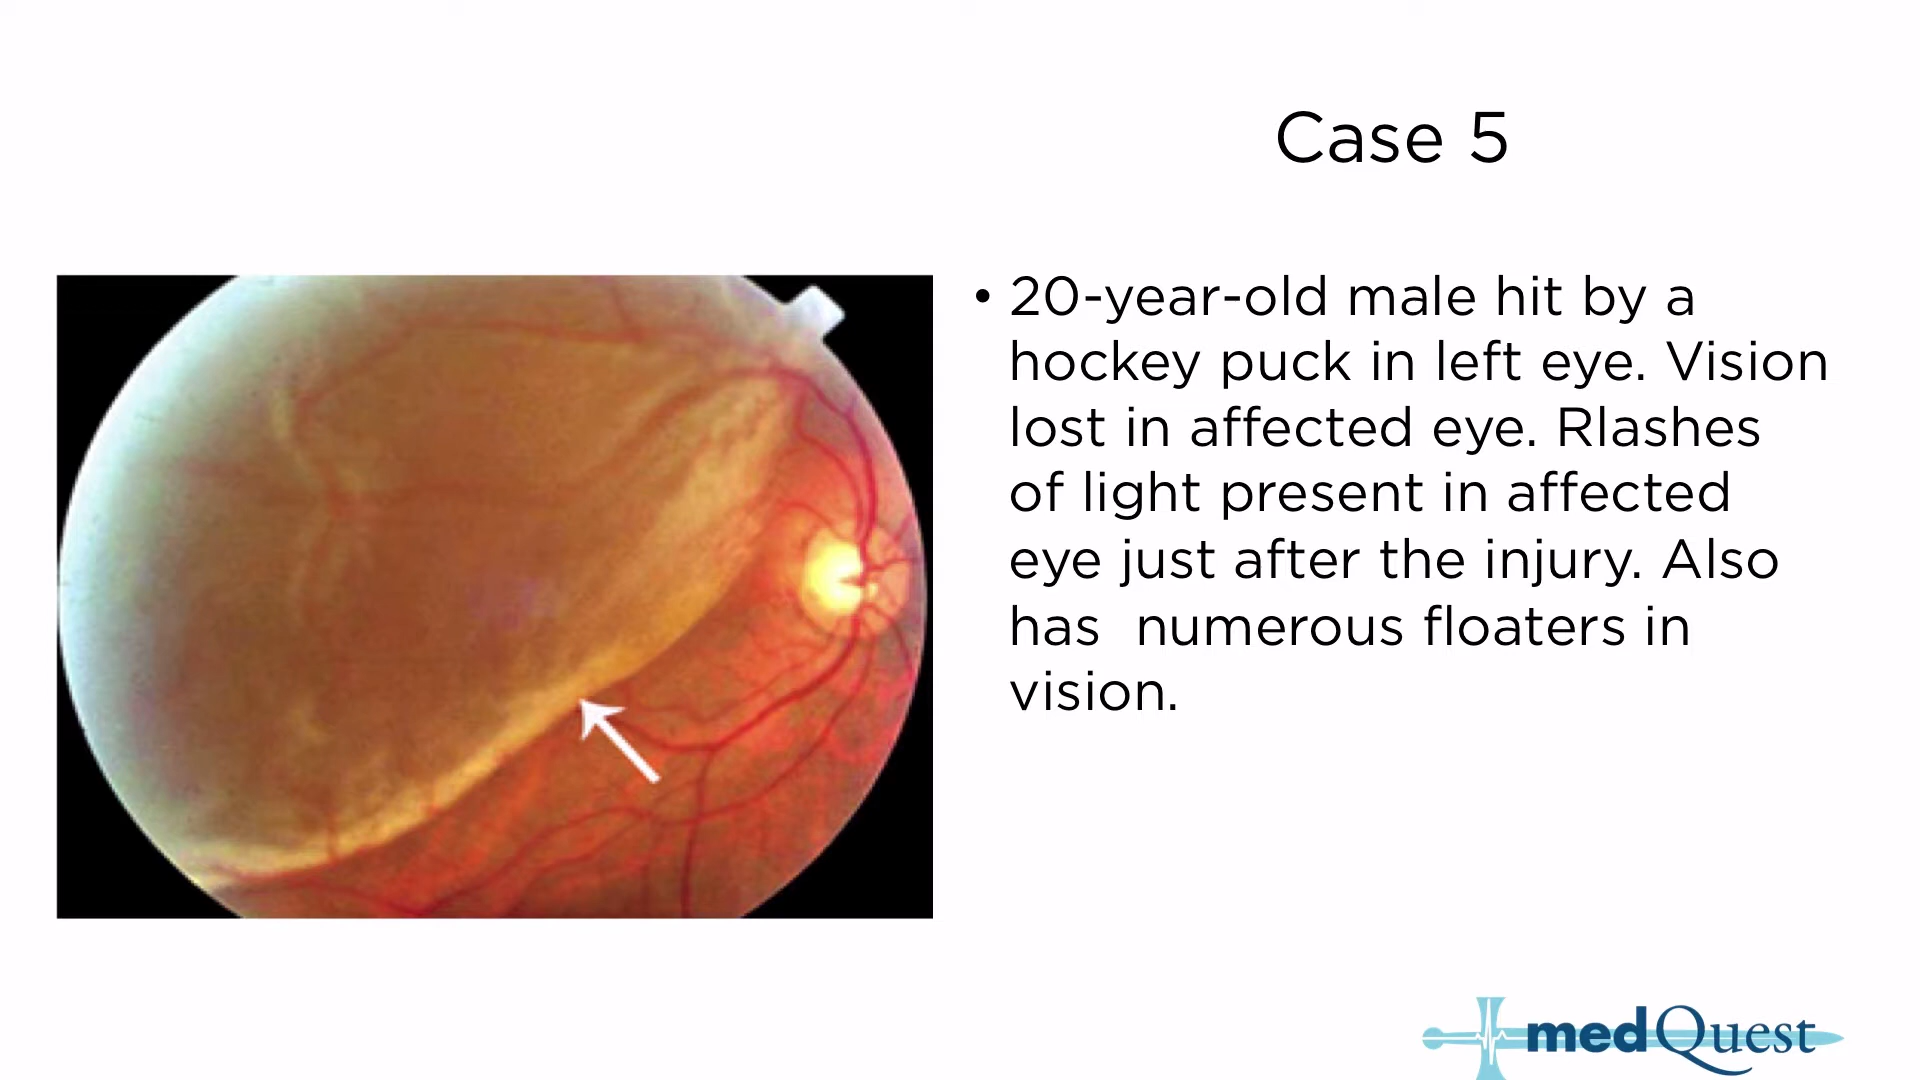 Case 5
• 20-year-old male hit by a
hockey puck in left eye. Vision
lost in affected eye. Rlashes
of light present in affected
eye just after the injury. Also
has  numerous floaters in
vision.
medQuest